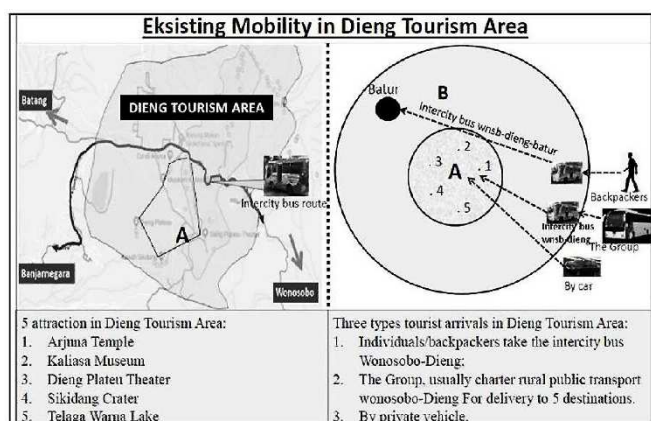 Eksisting Mobility in Dieng Tourism Area
Batang
DIENG TOURISM AREA
Intercity bus route
A
Banjarnegara
Wonosobo
Batur
B
Intercity bus wnsb-dieng-batur
2
3
A
1
4
5
Backpackers
Intercity bus
wnsb-dieng
The Group
By car
5 attraction in Dieng Tourism Area:
1. Arjuna Temple
2. Kaliasa Museum
3. Dieng Plateu Theater
4. Sikidang Crater
5. Telaga Warna Lake
Three types tourist arrivals in Dieng Tourism Area:
1. Individuals/backpackers take the intercity bus
Wonosobo-Dieng;
2. The Group, usually charter rural public transport
wonosobo-Dieng For delivery to 5 destinations.
3. By private vehicle.